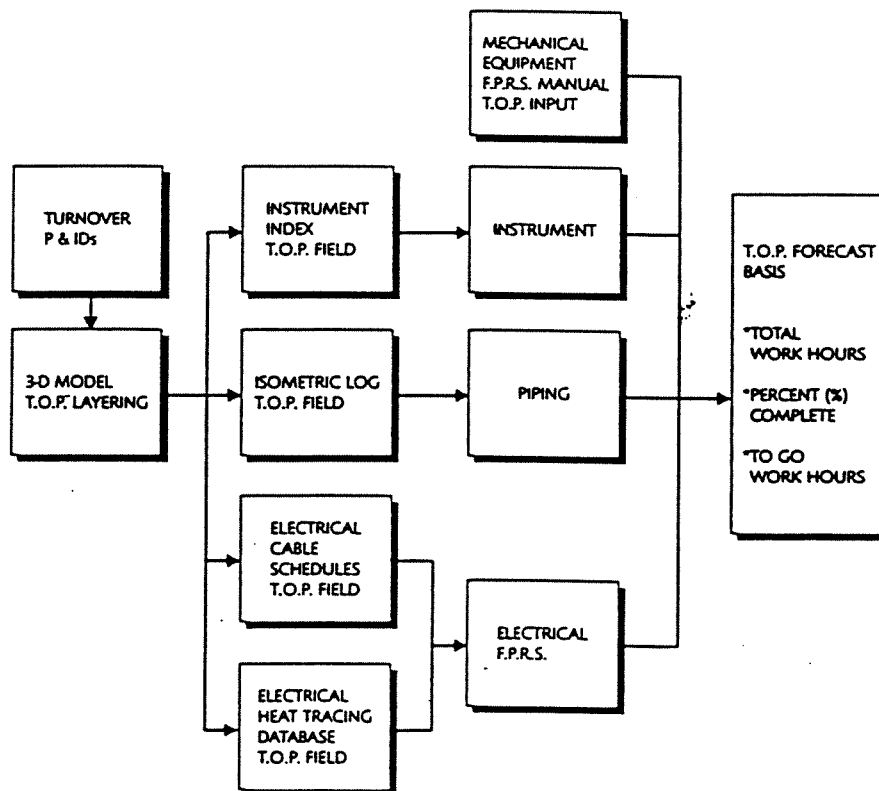 MECHANICAL
EQUIPMENT
F.P.R.S. MANUAL
T.O.P. INPUT
TURNOVER
P & IDs
INSTRUMENT
INDEX
T.O.P. FIELD
INSTRUMENT
T.O.P. FORECAST
BASIS
*TOTAL
WORK HOURS
*PERCENT (%)
COMPLETE
*TO GO
WORK HOURS
3-D MODEL
T.O.P. LAYERING
ISOMETRIC LOG
T.O.P. FIELD
PIPING
ELECTRICAL
CABLE
SCHEDULES
T.O.P. FIELD
ELECTRICAL
F.P.R.S.
ELECTRICAL
HEAT TRACING
DATABASE
T.O.P. FIELD